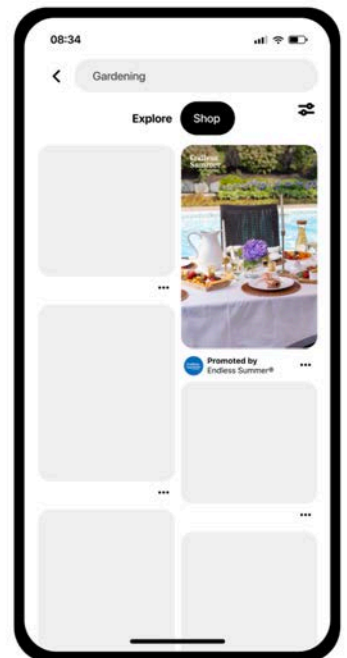 08:34
Gardening
Explore Shop
Endless
Summer
Promoted by
Endless Summer®